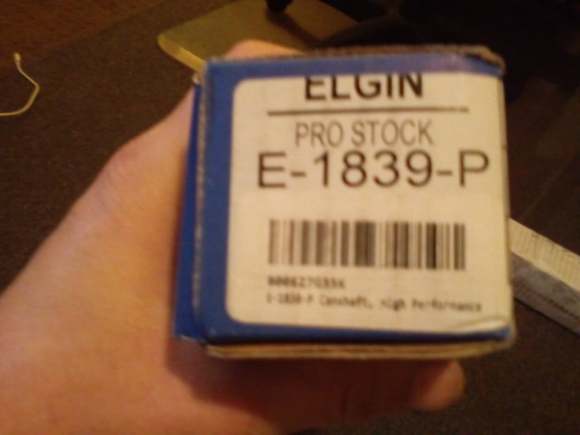 ELGIN
PRO STOCK
E-1839-P
E-1839-P Camshaft, High Performance